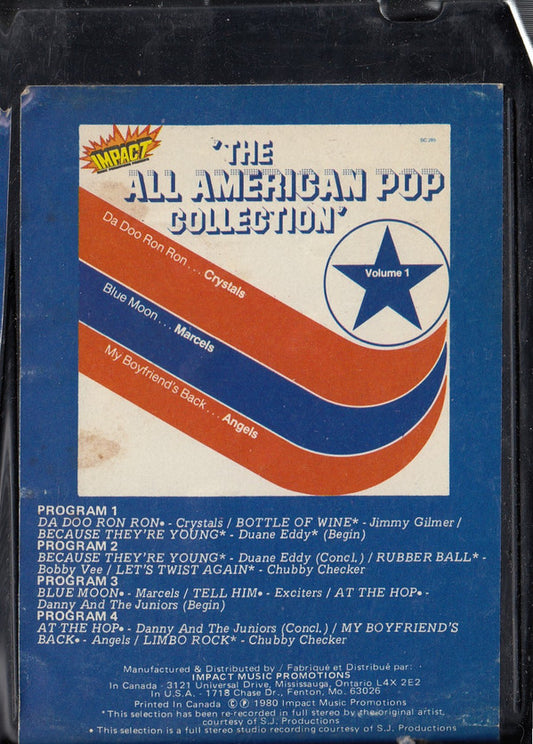 IMPACT
'THE
ALL AMERICAN POP
COLLECTION'
Da Doo Ron Ron... Crystals
Volume 1
Blue Moon... Marcels
My Boyfriend's Back... Angels
PROGRAM 1
DA DOO RON RON• - Crystals / BOTTLE OF WINE* - Jimmy Gilmer /
BECAUSE THEY'RE YOUNG* - Duane Eddy* (Begin)
PROGRAM 2
BECAUSE THEY'RE YOUNG* - Duane Eddy (Concl.) / RUBBER BALL* -
Bobby Vee / LET'S TWIST AGAIN* - Chubby Checker
PROGRAM 3
BLUE MOON• - Marcels / TELL HIM• - Exciters / AT THE HOP• -
Danny And The Juniors (Begin)
PROGRAM 4
AT THE HOP• - Danny And The Juniors (Concl.) / MY BOYFRIEND'S
BACK• - Angels / LIMBO ROCK* - Chubby Checker
Manufactured & Distributed by / Fabriqué et Distribué par:
IMPACT MUSIC PROMOTIONS
In Canada - 3121 Universal Drive, Mississauga, Ontario L4X 2E2
In U.S.A. - 1718 Chase Dr., Fenton, Mo. 63026
Printed In Canada © ℗ 1980 Impact Music Promotions
*This selection has been re-recorded in full stereo by the original artist,
courtesy of S.J. Productions
• This selection is a full stereo studio recording courtesy of S.J. Productions